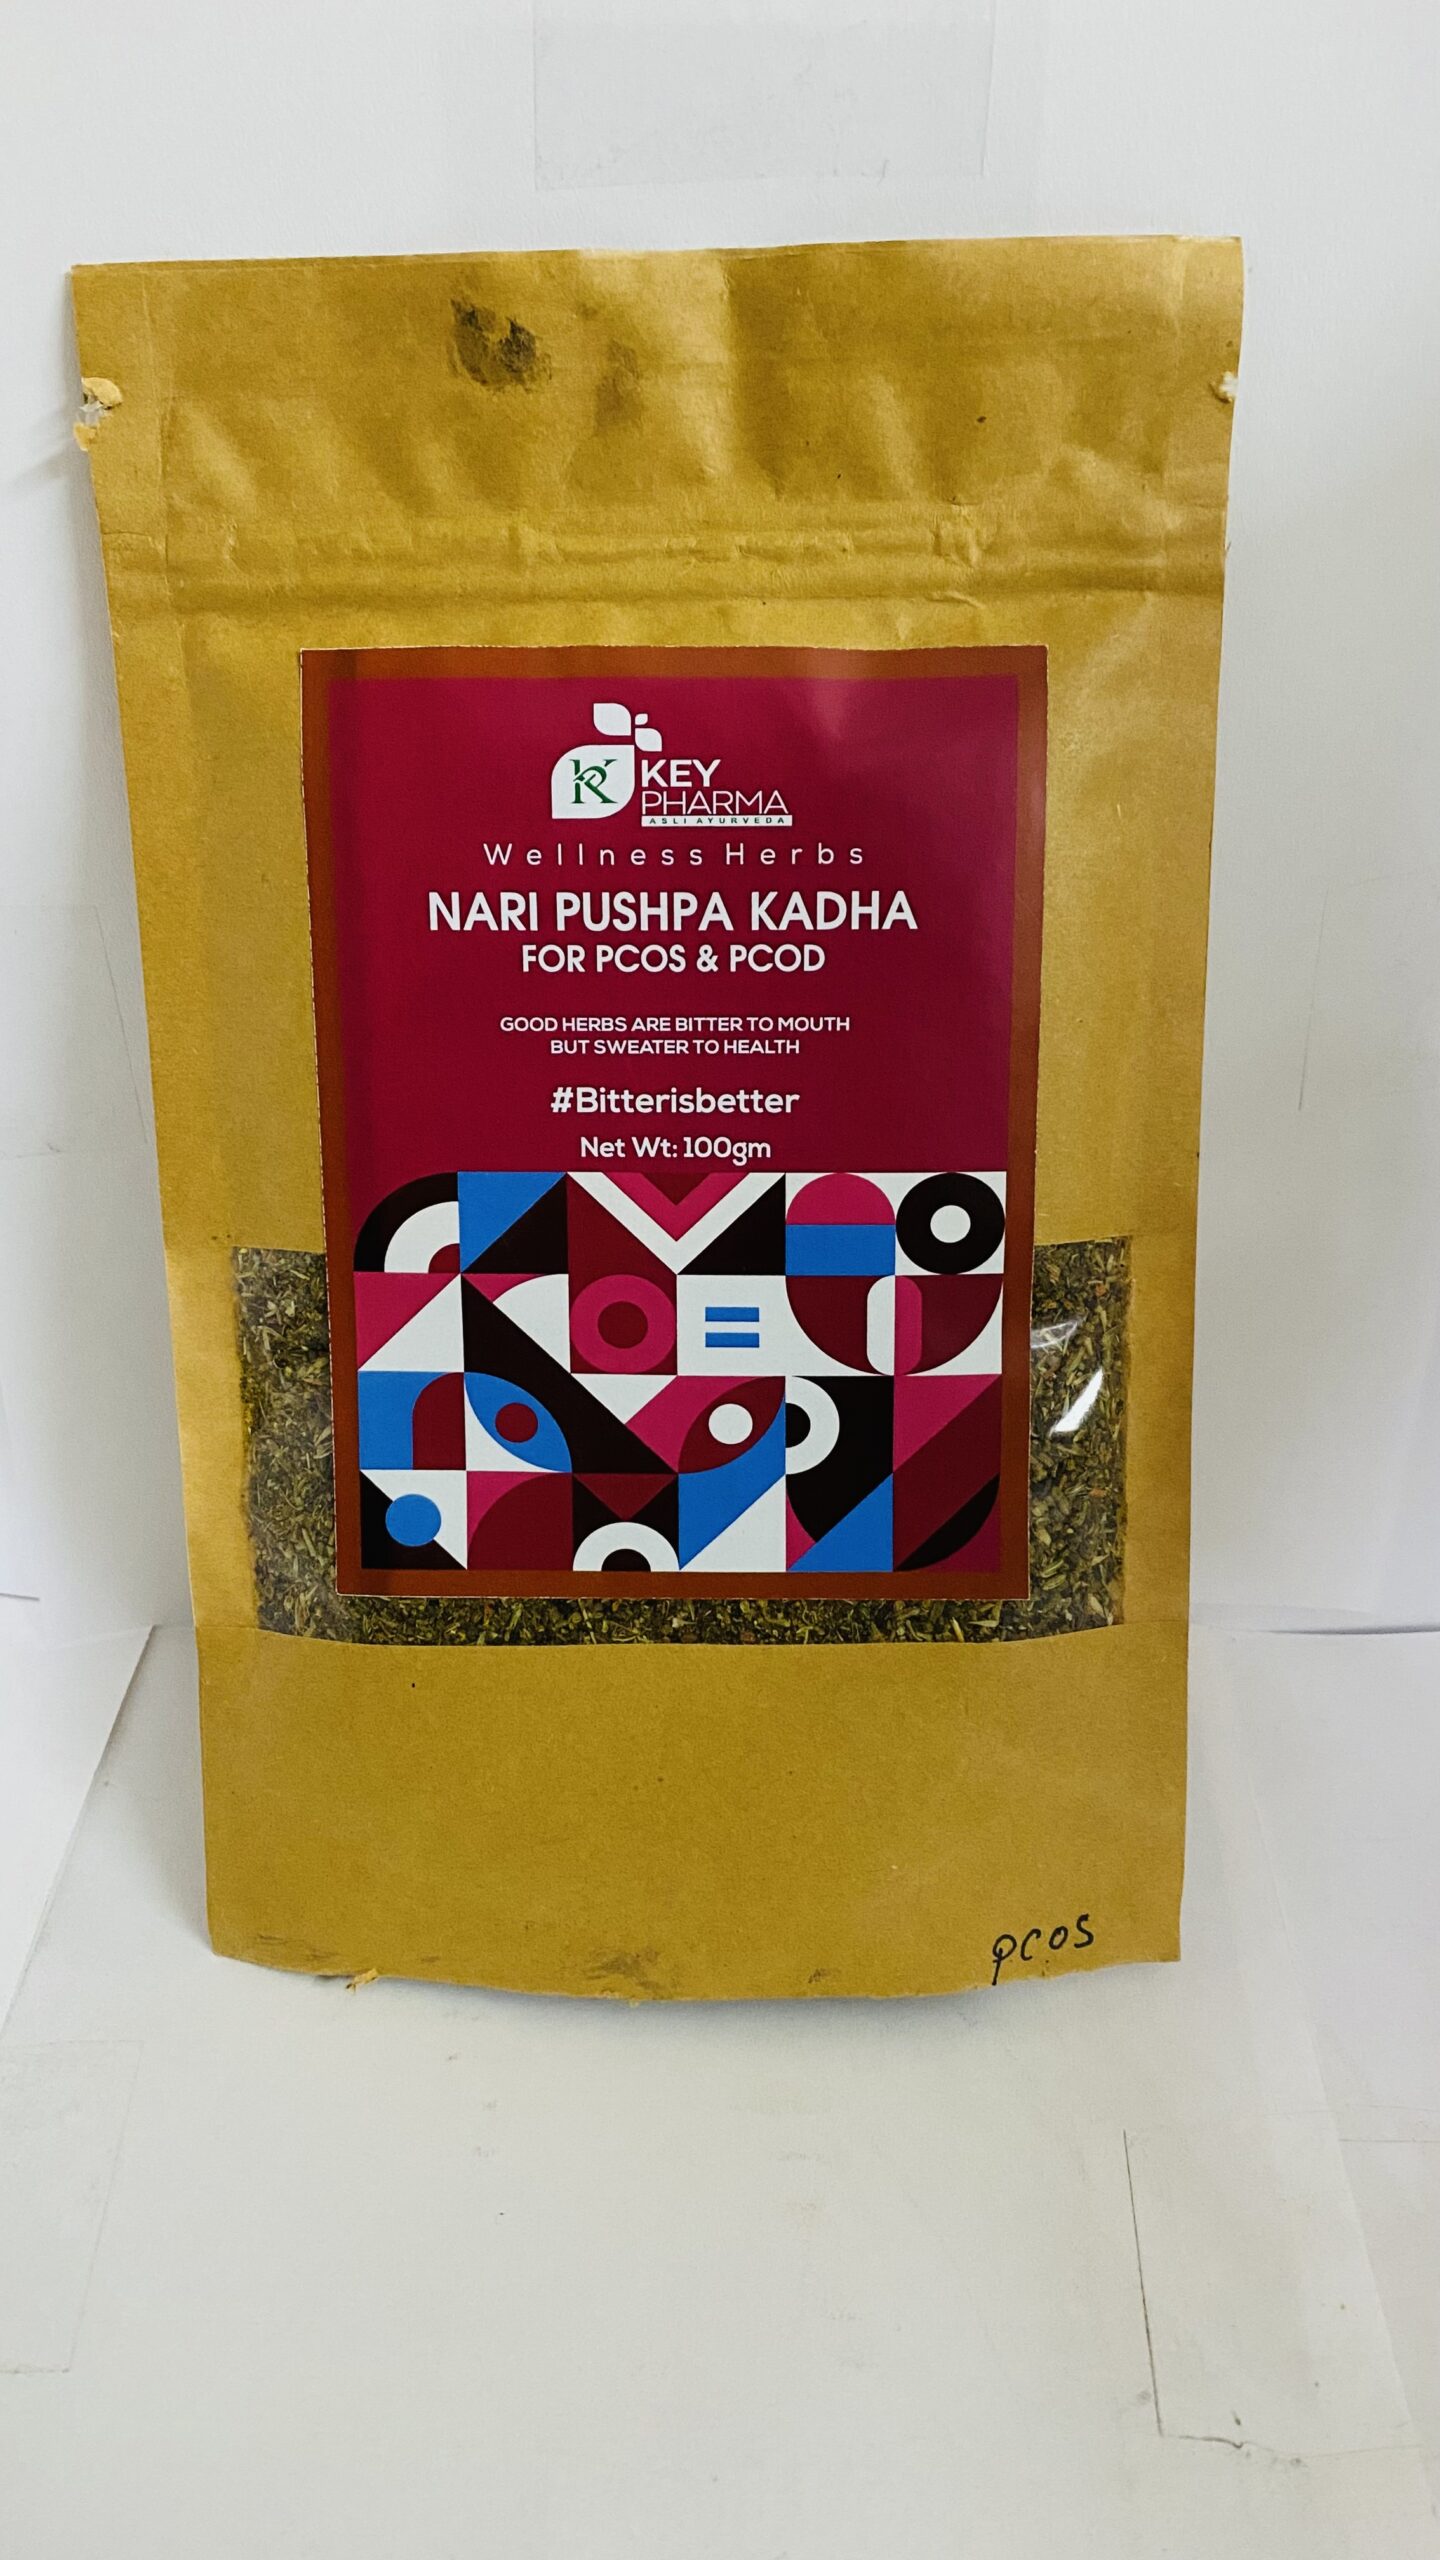 KEY
PHARMA
ASLI AYURVEDA
Wellness Herbs
NARI PUSHPA KADHA
FOR PCOS & PCOD
GOOD HERBS ARE BITTER TO MOUTH
BUT SWEATER TO HEALTH
#Bitterisbetter
Net Wt: 100gm
PCOS